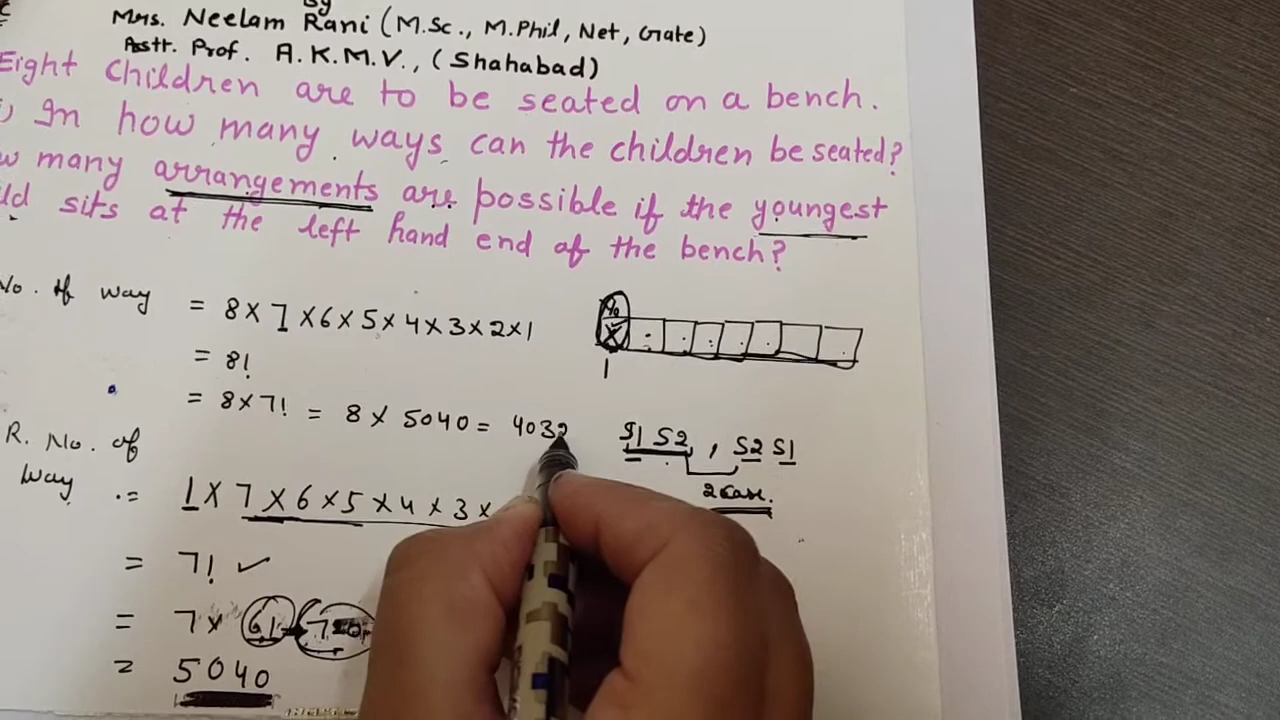 By
Mrs. Neelam Rani (M.Sc., M.Phil, Net, Gate)
Asstt. Prof. A.K.M.V., (Shahabad)
Eight children are to be seated on a bench.
) In how many ways can the children be seated?
w many arrangements are possible if the youngest
ld sits at the left hand end of the bench?
No. of way = 8×7×6×5×4×3×2×1
= 8!
= 8×7! = 8×5040 = 4032
1
S1 S2, S2 S1
2 case.
R. No. of
way = 1×7×6×5×4×3×
= 7! ✓
= 7×6!
= 5040